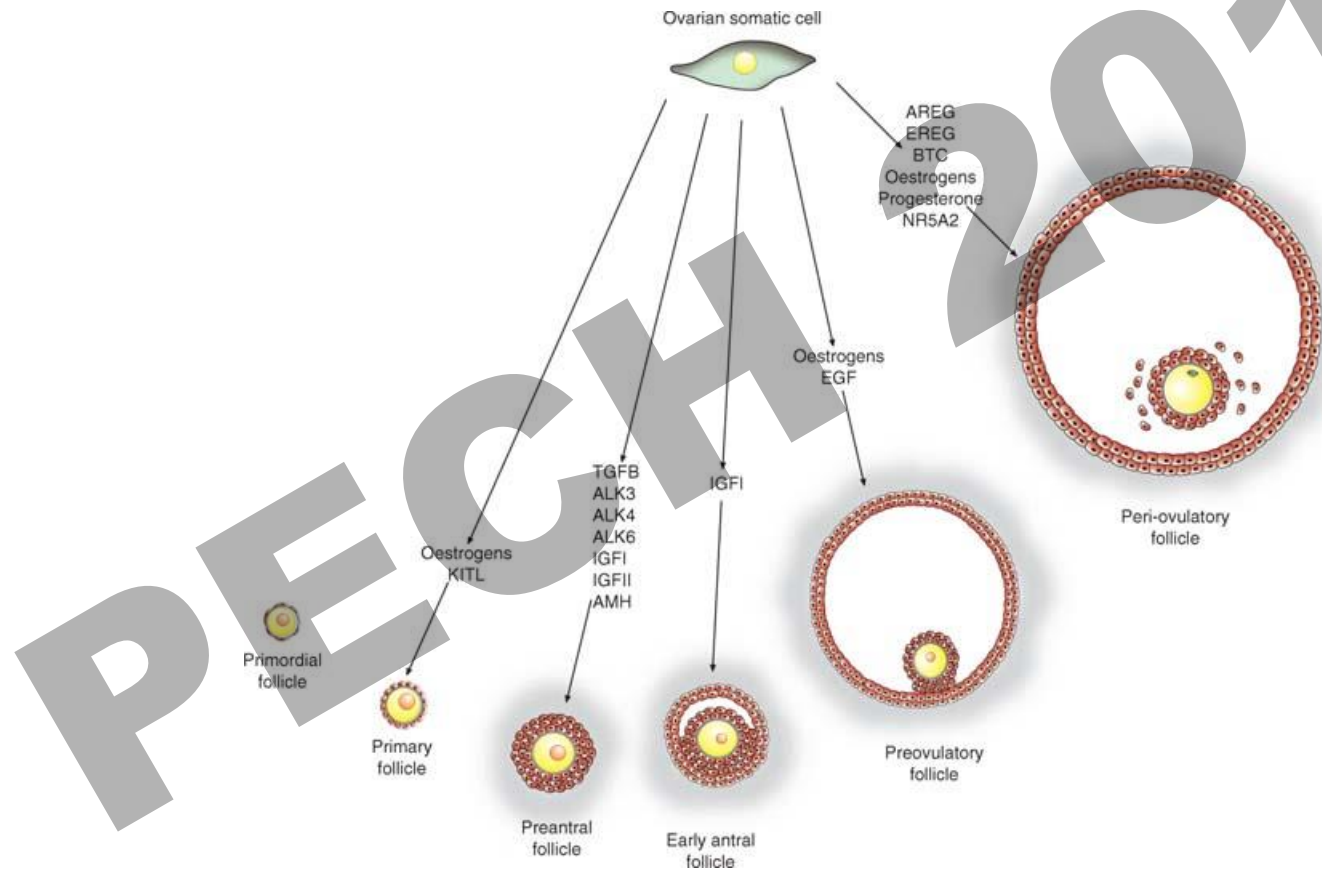 Ovarian somatic cell
AREG
EREG
BTC
Oestrogens
Progesterone
NR5A2
Oestrogens
EGF
TGFB
ALK3
ALK4
ALK6
IGFI
IGFII
AMH
IGFI
Oestrogens
KITL
Peri-ovulatory
follicle
Primordial
follicle
Primary
follicle
Preovulatory
follicle
Preantral
follicle
Early antral
follicle
PECH